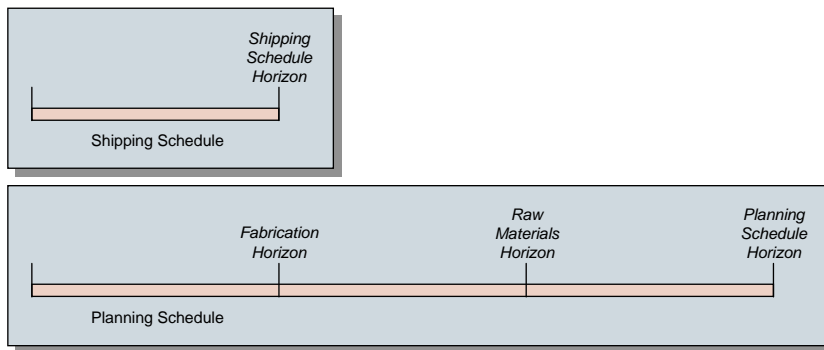 Shipping
Schedule
Horizon
Shipping Schedule
Fabrication
Horizon
Raw
Materials
Horizon
Planning
Schedule
Horizon
Planning Schedule